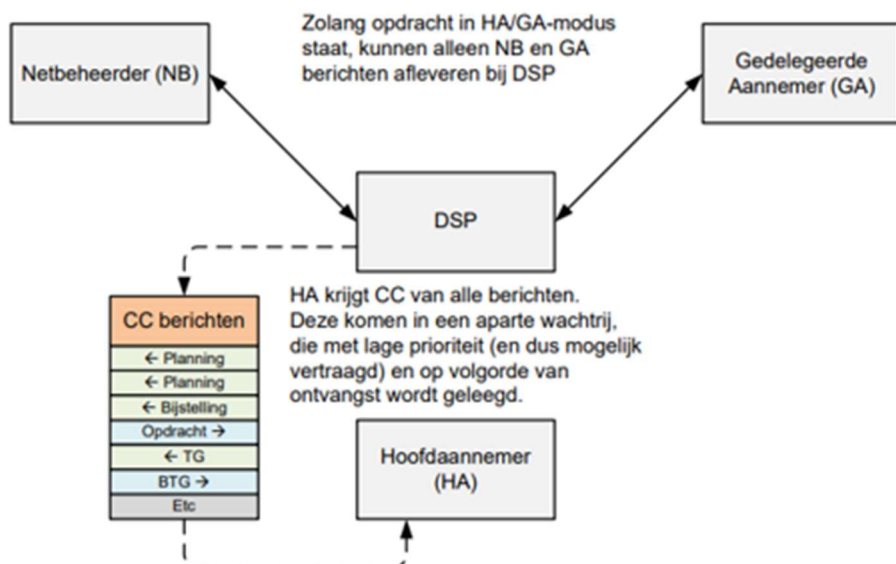 Zolang opdracht in HA/GA-modus
staat, kunnen alleen NB en GA
berichten afleveren bij DSP
Netbeheerder (NB)
Gedelegeerde
Aannemer (GA)
DSP
HA krijgt CC van alle berichten.
Deze komen in een aparte wachtrij,
die met lage prioriteit (en dus mogelijk
vertraagd) en op volgorde van
ontvangst wordt geleegd.
CC berichten
← Planning
← Planning
← Bijstelling
Opdracht →
← TG
BTG →
Etc
Hoofdaannemer
(HA)